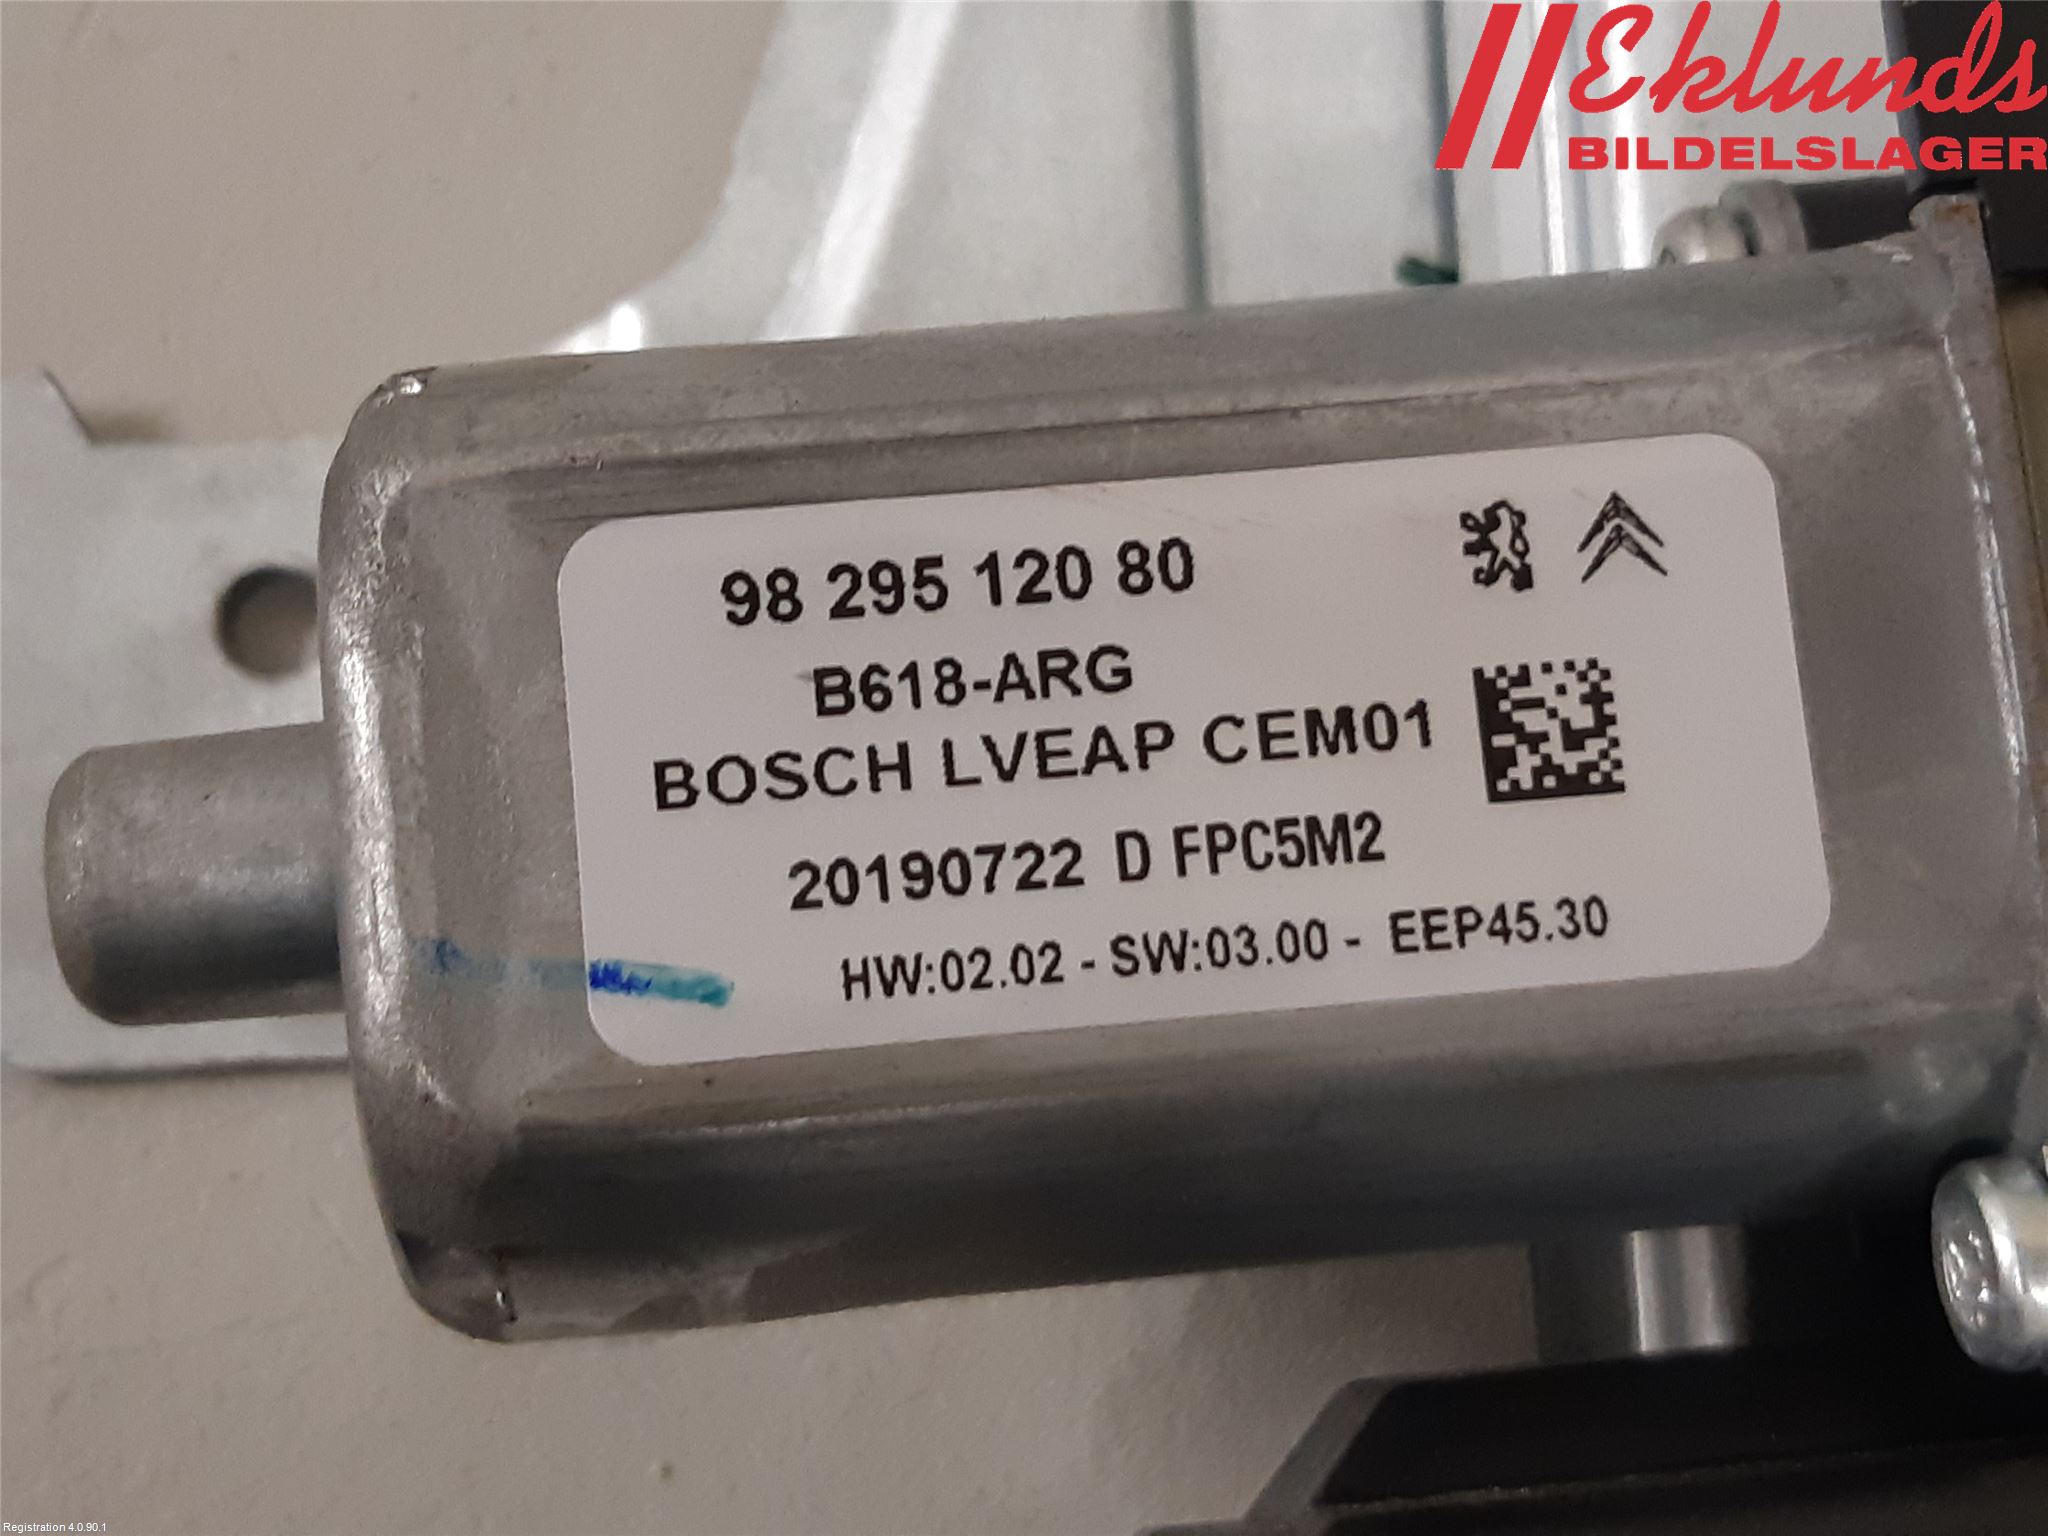 Eklunds
BILDELSLAGER
98 295 120 80
B618-ARG
BOSCH LVEAP CEM01
20190722 D FPC5M2
HW:02.02 - SW:03.00 - EEP45.30
Registration 4.0.90.1